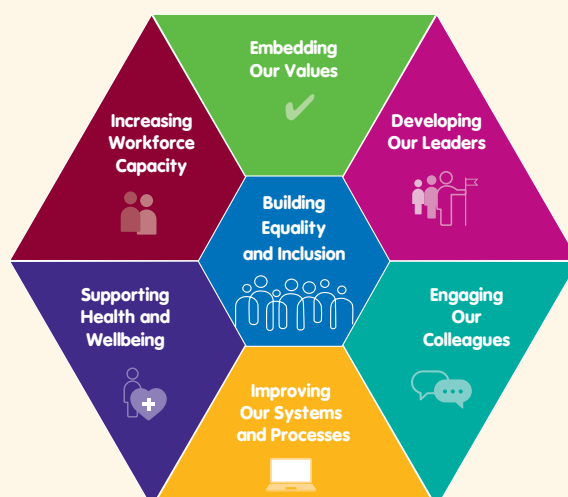 Embedding
Our Values
Increasing
Workforce
Capacity
Developing
Our Leaders
Building
Equality
and Inclusion
Supporting
Health and
Wellbeing
Engaging
Our
Colleagues
Improving
Our Systems
and Processes